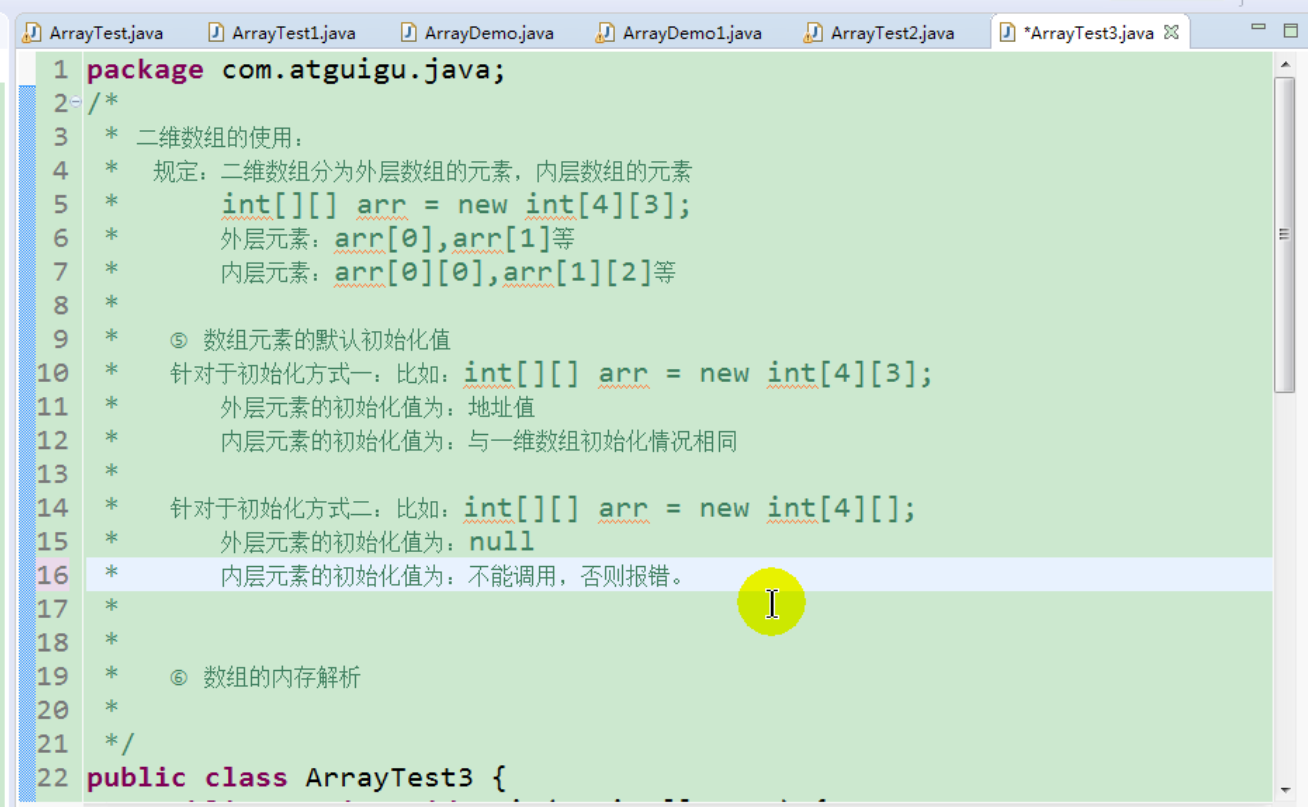 ArrayTest.java ArrayTest1.java ArrayDemo.java ArrayDemo1.java ArrayTest2.java *ArrayTest3.java
1 package com.atguigu.java;
2 /*
3 * 二维数组的使用：
4 * 规定：二维数组分为外层数组的元素，内层数组的元素
5 * int[][] arr = new int[4][3];
6 * 外层元素：arr[0],arr[1]等
7 * 内层元素：arr[0][0],arr[1][2]等
8 *
9 * ⑤ 数组元素的默认初始化值
10 * 针对于初始化方式一：比如：int[][] arr = new int[4][3];
11 * 外层元素的初始化值为：地址值
12 * 内层元素的初始化值为：与一维数组初始化情况相同
13 *
14 * 针对于初始化方式二：比如：int[][] arr = new int[4][];
15 * 外层元素的初始化值为：null
16 * 内层元素的初始化值为：不能调用，否则报错。
17 *
18 *
19 * ⑥ 数组的内存解析
20 *
21 */
22 public class ArrayTest3 {